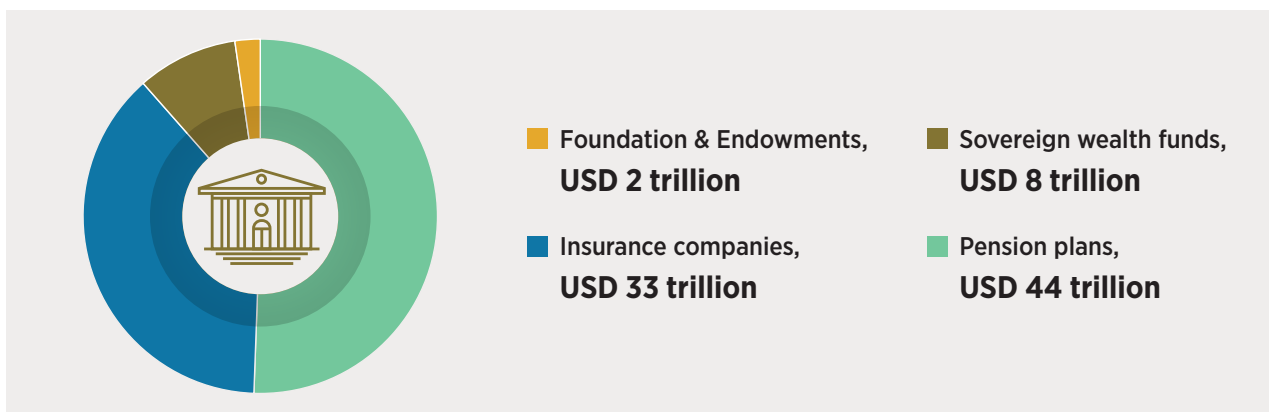 Foundation & Endowments,
USD 2 trillion
Sovereign wealth funds,
USD 8 trillion
Insurance companies,
USD 33 trillion
Pension plans,
USD 44 trillion